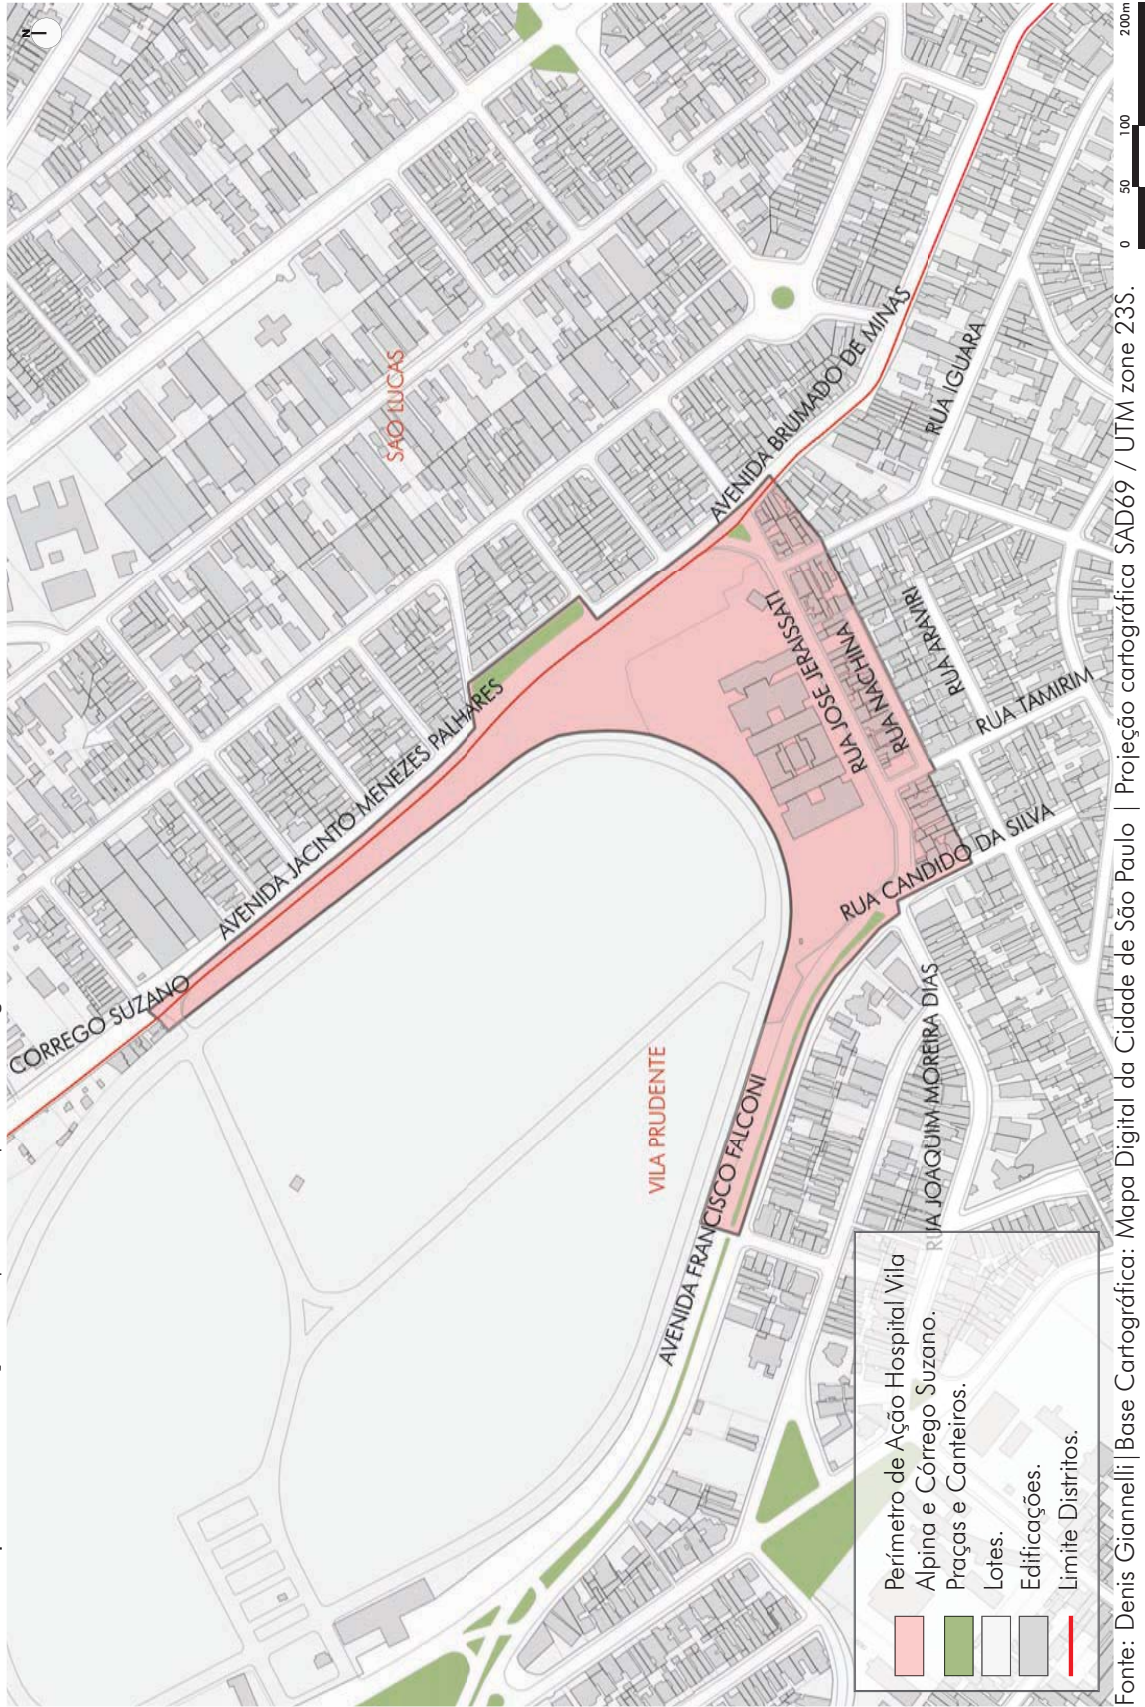 N
SAO LUCAS
CORREGO SUZANO
AVENIDA JACINTO MENEZES PALHARES
AVENIDA BRUMADO DE MINAS
RUA IGUARA
VILA PRUDENTE
RUA JOSE JERAISSATI
RUA NACHINA
RUA ARAVIRI
RUA TAMIRIM
RUA CANDIDO DA SILVA
AVENIDA FRANCISCO FALCONI
RUA JOAQUIM MOREIRA DIAS
Perímetro de Ação Hospital Vila
Alpina e Córrego Suzano.
Praças e Canteiros.
Lotes.
Edificações.
Limite Distritos.
0 50 100 200m
Fonte: Denis Giannelli | Base Cartográfica: Mapa Digital da Cidade de São Paulo | Projeção cartográfica SAD69 / UTM zone 23S.